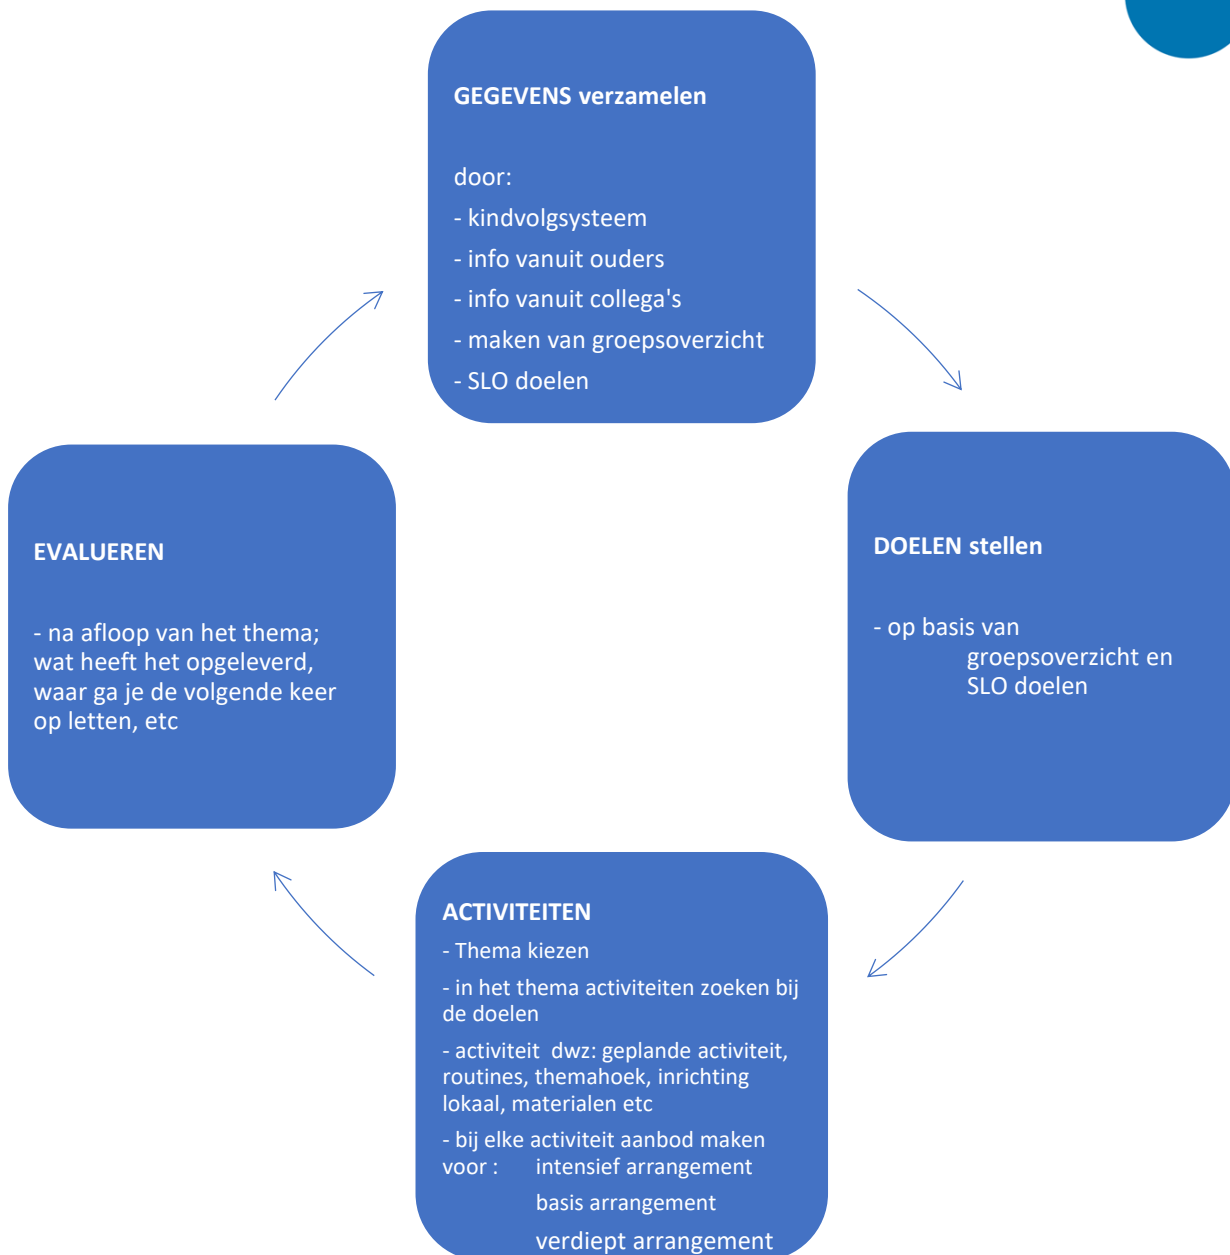 GEGEVENS verzamelen
door:
- kindvolgsysteem
- info vanuit ouders
- info vanuit collega's
- maken van groepsoverzicht
- SLO doelen
DOELEN stellen
- op basis van
groepsoverzicht en
SLO doelen
ACTIVITEITEN
- Thema kiezen
- in het thema activiteiten zoeken bij
de doelen
- activiteit  dwz: geplande activiteit,
routines, themahoek, inrichting
lokaal, materialen etc
- bij elke activiteit aanbod maken
voor : intensief arrangement
basis arrangement
verdiept arrangement
EVALUEREN
- na afloop van het thema;
wat heeft het opgeleverd,
waar ga je de volgende keer
op letten, etc